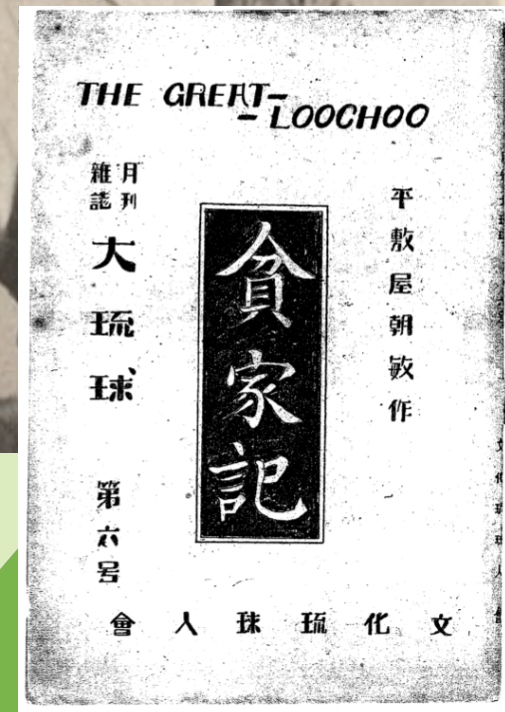 THE GREAT-
-LOOCHOO
平敷屋朝敏作
貧家記
月刊
雑誌
大琉球
第六号
文化琉球人會